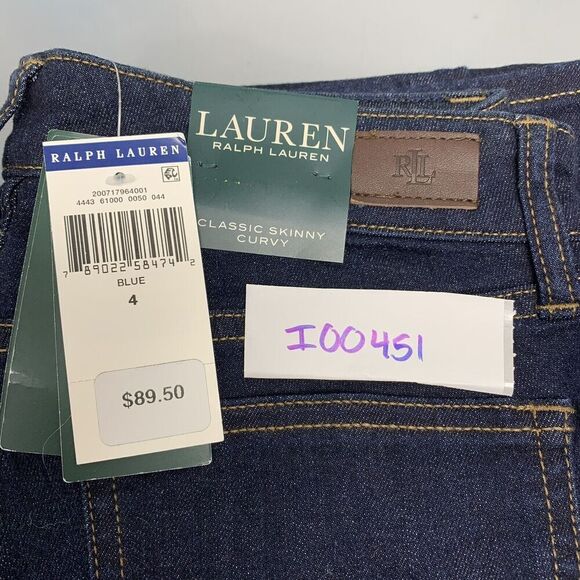 RALPH LAUREN
200717964001
4443 61000 0050 044
7 89022 58474 2
BLUE
4
$89.50
LAUREN
RALPH LAUREN
CLASSIC SKINNY
CURVY
RLL
I00451